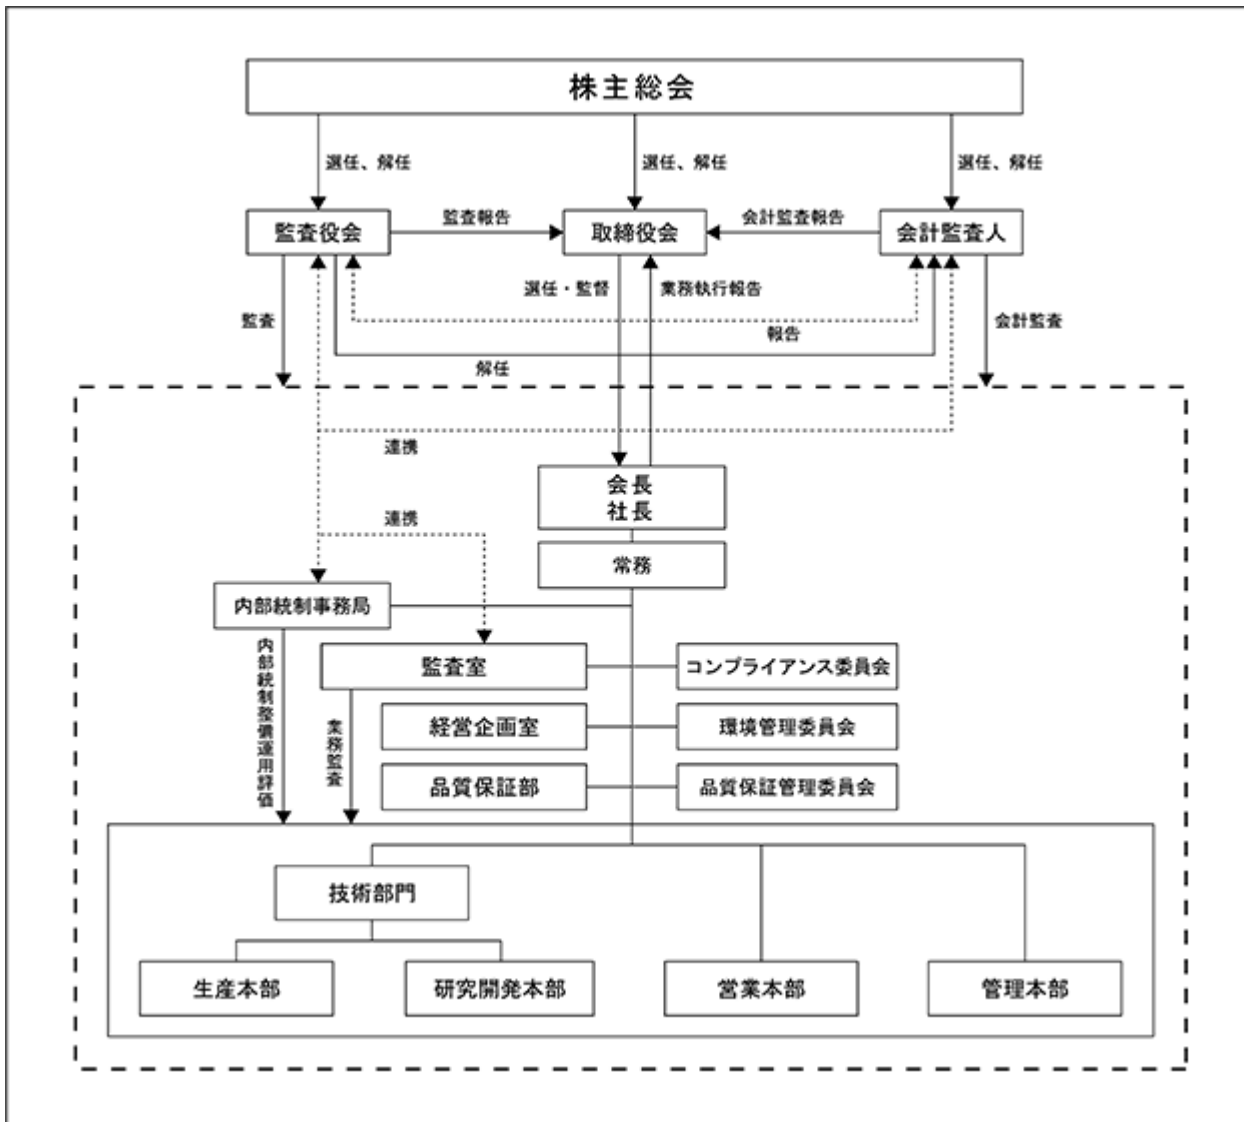 株主総会
選任、解任
選任、解任
選任、解任
監査役会
監査報告
取締役会
会計監査報告
会計監査人
選任・監督
業務執行報告
監査
会計監査
報告
解任
連携
会長
社長
連携
常務
内部統制事務局
内部統制整備運用評価
監査室
コンプライアンス委員会
業務監査
経営企画室
環境管理委員会
品質保証部
品質保証管理委員会
技術部門
生産本部
研究開発本部
営業本部
管理本部